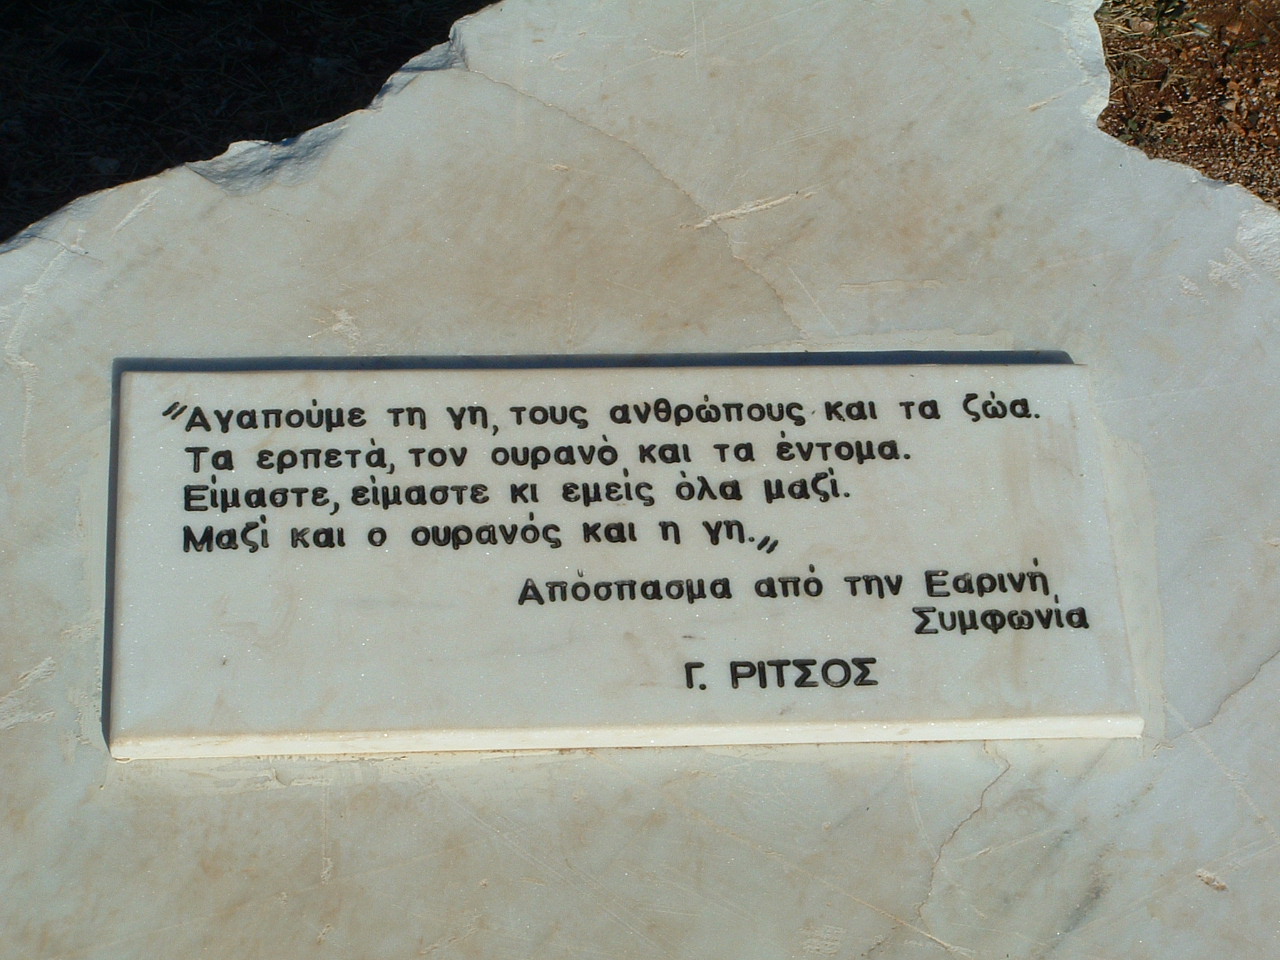 "Αγαπούμε τη γη, τους ανθρώπους και τα ζώα.
Τα ερπετά, τον ουρανό και τα έντομα.
Είμαστε, είμαστε κι εμείς όλα μαζί.
Μαζί και ο ουρανός και η γη."
Απόσπασμα από την Εαρινή
Συμφωνία
Γ. ΡΙΤΣΟΣ